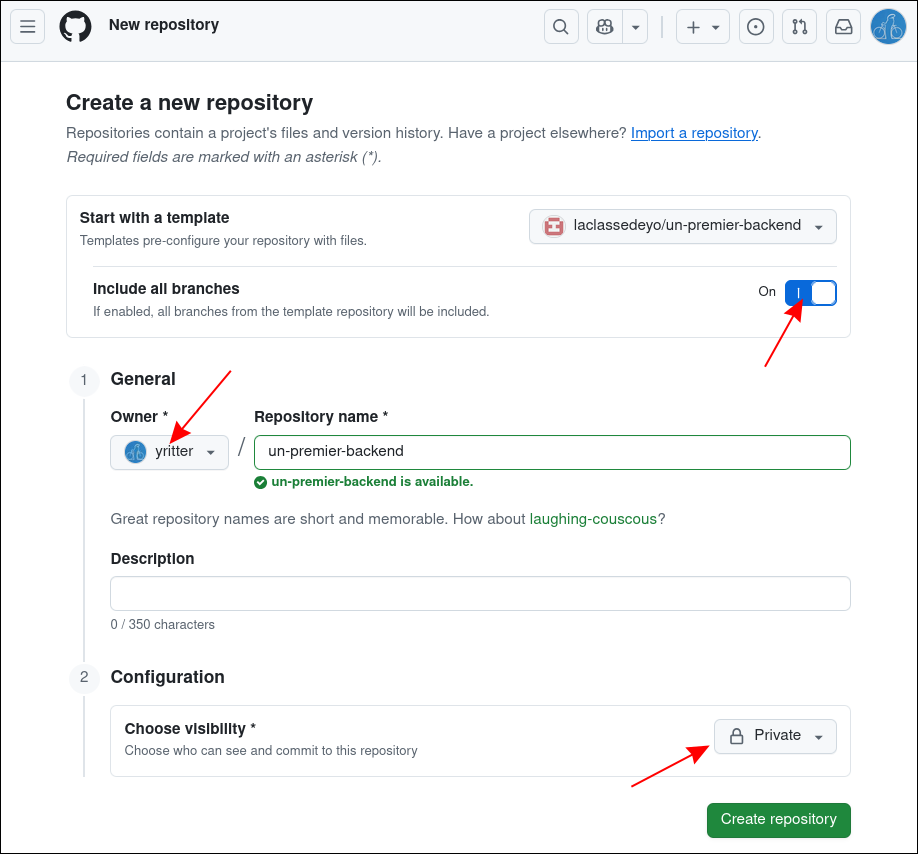 New repository
Create a new repository
Repositories contain a project's files and version history. Have a project elsewhere? Import a repository.
Required fields are marked with an asterisk (*).
Start with a template
Templates pre-configure your repository with files.
laclassedeyo/un-premier-backend
Include all branches
If enabled, all branches from the template repository will be included.
On
1 General
Owner *
Repository name *
yritter / un-premier-backend
un-premier-backend is available.
Great repository names are short and memorable. How about laughing-couscous?
Description
0 / 350 characters
2 Configuration
Choose visibility *
Choose who can see and commit to this repository
Private
Create repository